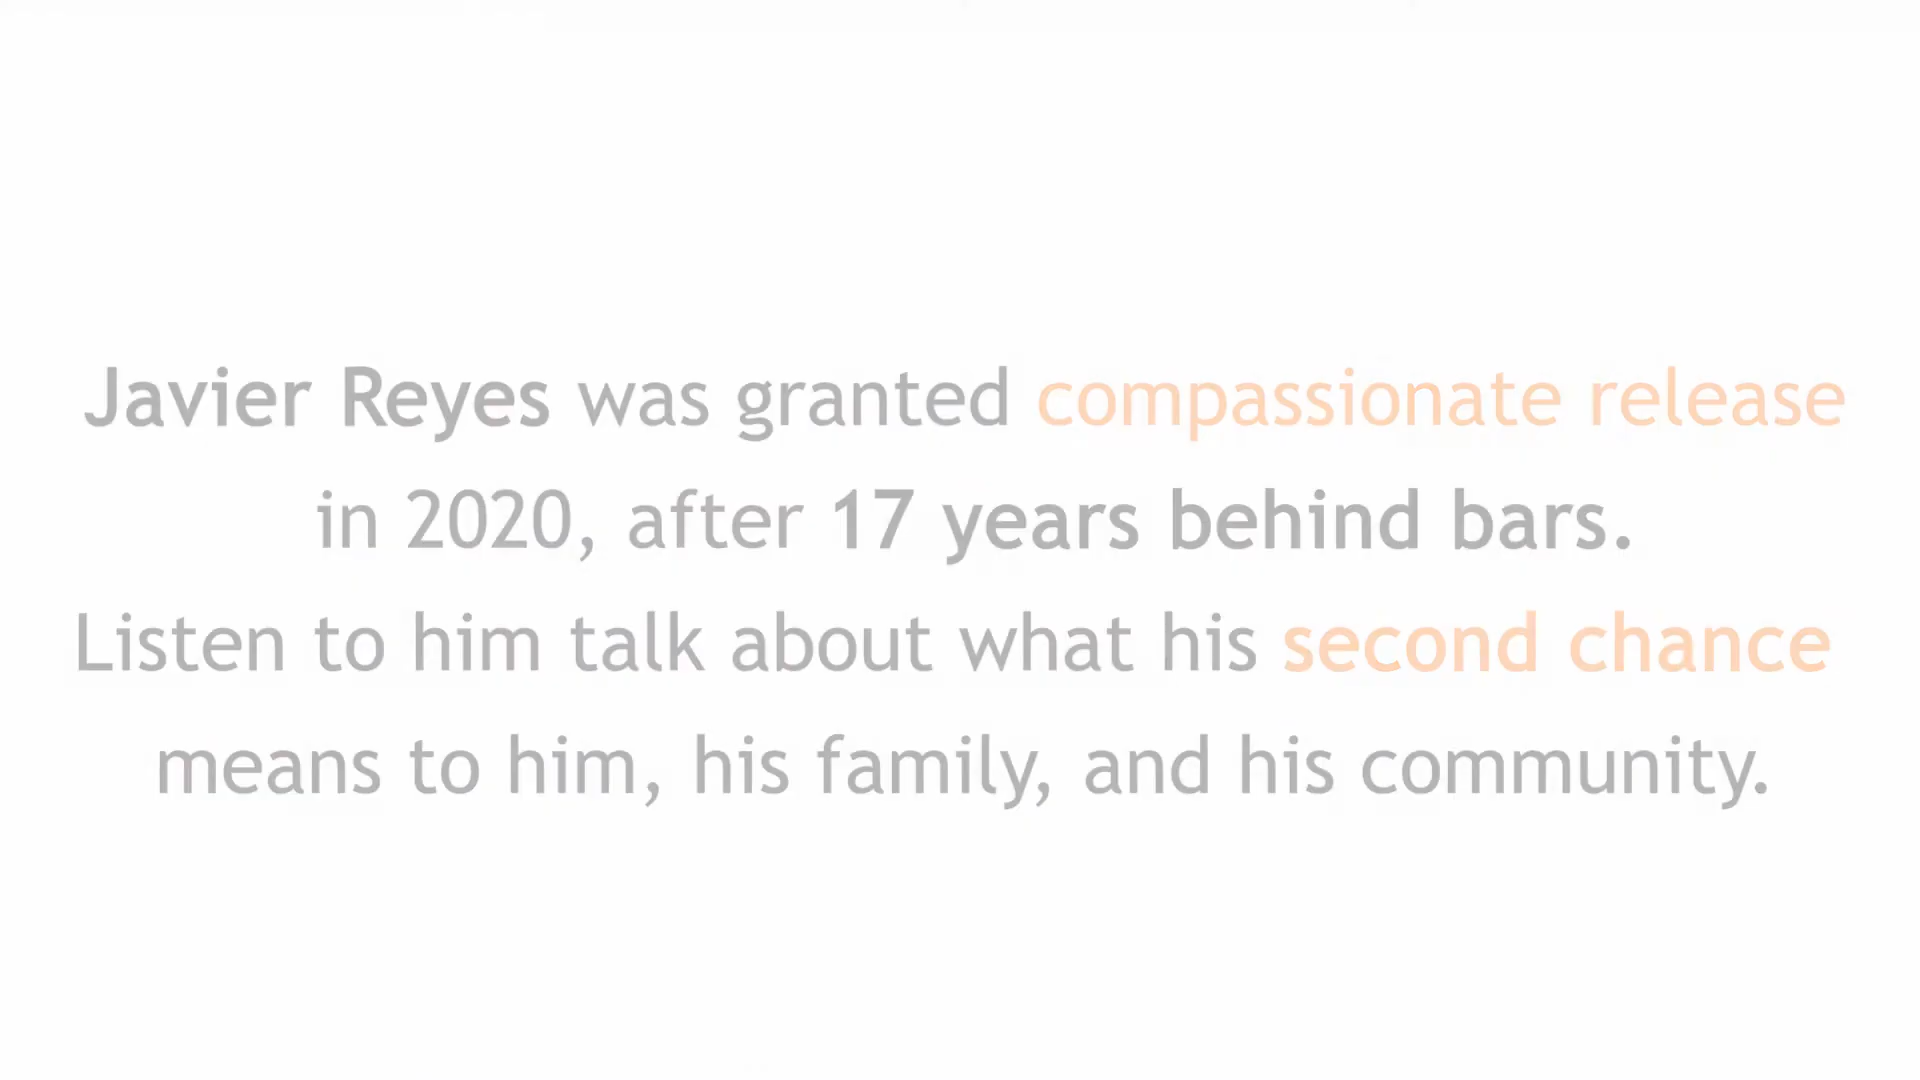 Javier Reyes was granted compassionate release
in 2020, after 17 years behind bars.
Listen to him talk about what his second chance
means to him, his family, and his community.